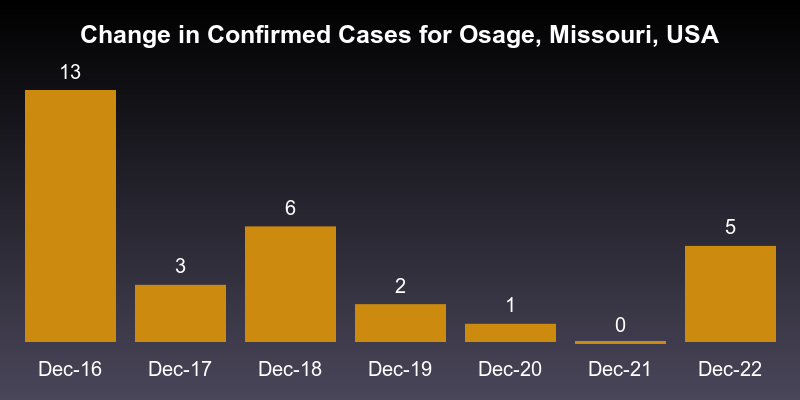 Change in Confirmed Cases for Osage, Missouri, USA
13
3
6
2
1
0
5
Dec-16
Dec-17
Dec-18
Dec-19
Dec-20
Dec-21
Dec-22